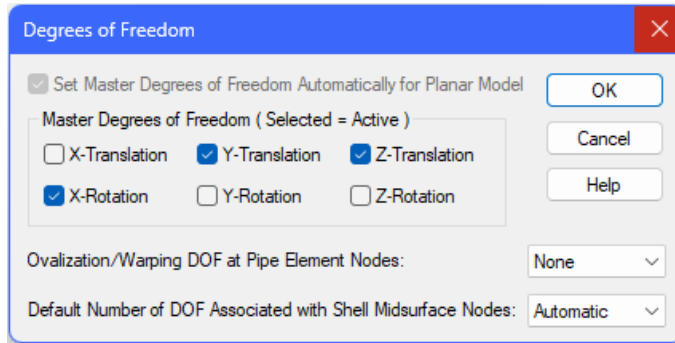 Degrees of Freedom
Set Master Degrees of Freedom Automatically for Planar Model
OK
Master Degrees of Freedom ( Selected = Active )
Cancel
X-Translation Y-Translation Z-Translation
X-Rotation Y-Rotation Z-Rotation
Help
Ovalization/Warping DOF at Pipe Element Nodes: None
Default Number of DOF Associated with Shell Midsurface Nodes: Automatic